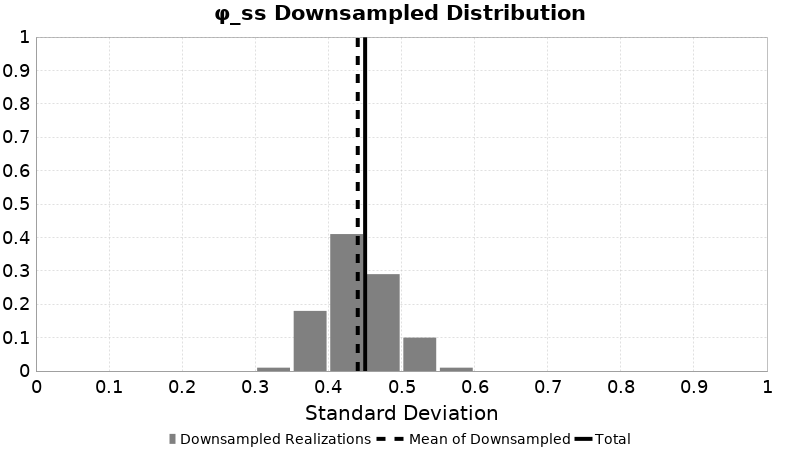 φ_ss Downsampled Distribution
1
0.9
0.8
0.7
0.6
0.5
0.4
0.3
0.2
0.1
0
0 0.1 0.2 0.3 0.4 0.5 0.6 0.7 0.8 0.9 1
Standard Deviation
Downsampled Realizations Mean of Downsampled Total